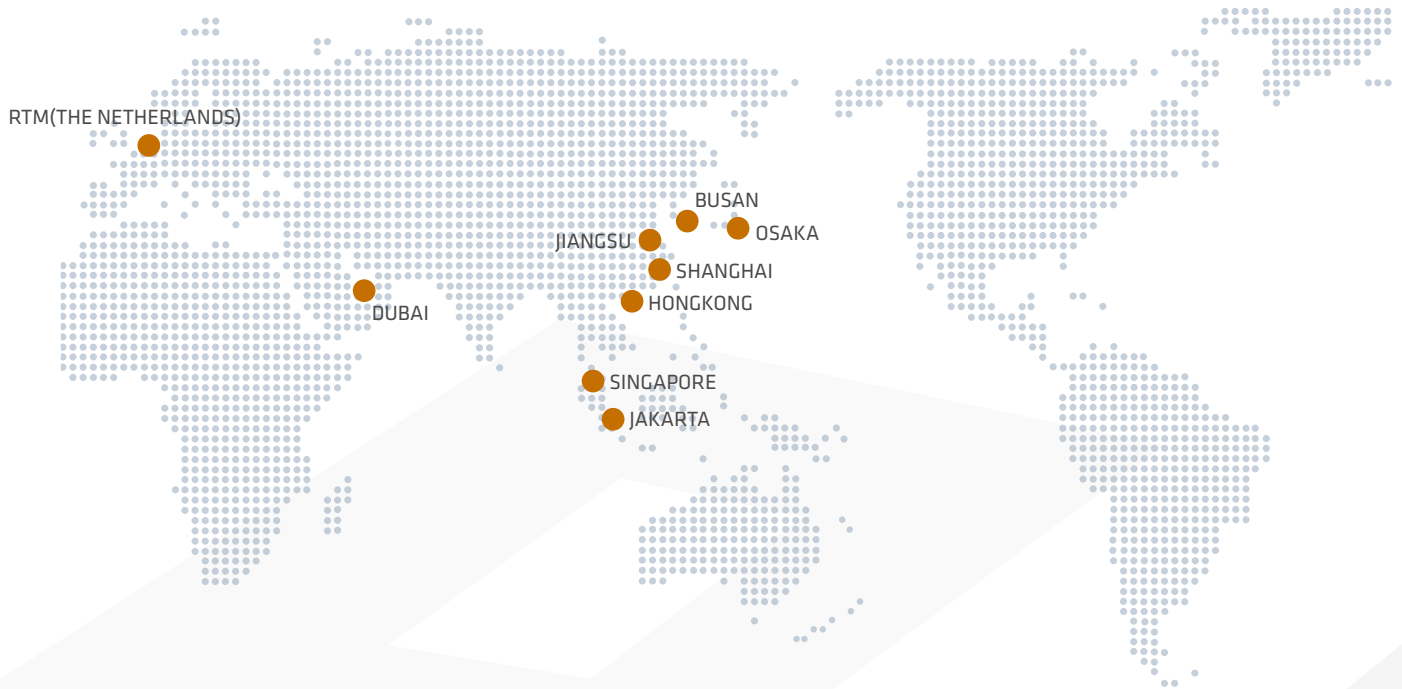 RTM(THE NETHERLANDS)
BUSAN
OSAKA
JIANGSU
SHANGHAI
HONGKONG
DUBAI
SINGAPORE
JAKARTA